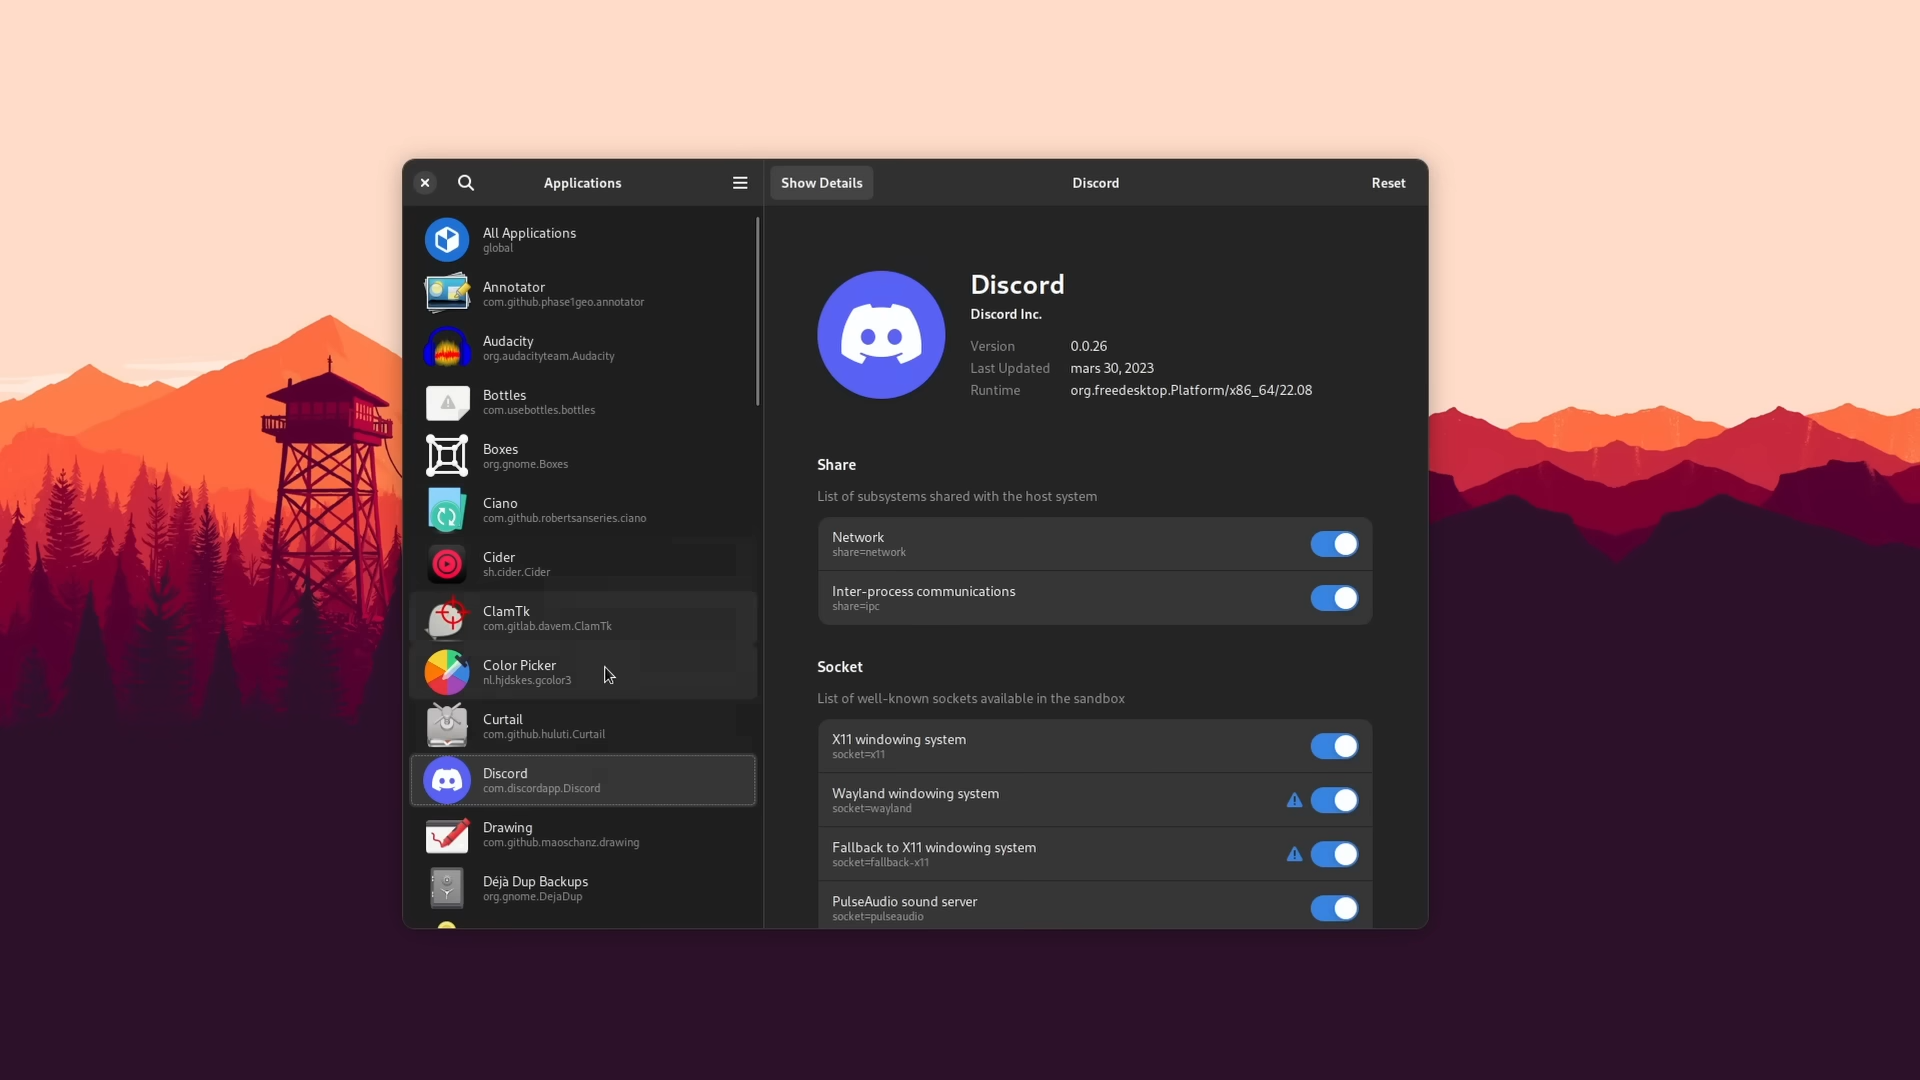 Applications
All Applications
global
Annotator
com.github.phase1geo.annotator
Audacity
org.audacityteam.Audacity
Bottles
com.usebottles.bottles
Boxes
org.gnome.Boxes
Ciano
com.github.robertsanseries.ciano
Cider
sh.cider.Cider
ClamTk
com.gitlab.davem.ClamTk
Color Picker
nl.hjdskes.gcolor3
Curtail
com.github.huluti.Curtail
Discord
com.discordapp.Discord
Drawing
com.github.maoschanz.drawing
Déjà Dup Backups
org.gnome.DejaDup
Show Details
Discord
Reset
Discord
Discord Inc.
Version 0.0.26
Last Updated mars 30, 2023
Runtime org.freedesktop.Platform/x86_64/22.08
Share
List of subsystems shared with the host system
Network
share=network
Inter-process communications
share=ipc
Socket
List of well-known sockets available in the sandbox
X11 windowing system
socket=x11
Wayland windowing system
socket=wayland
Fallback to X11 windowing system
socket=fallback-x11
PulseAudio sound server
socket=pulseaudio